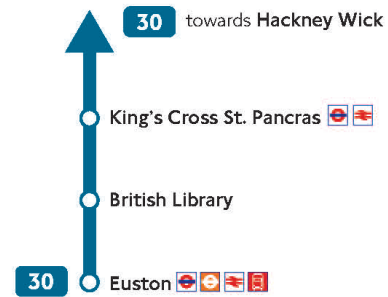 30 towards Hackney Wick
King's Cross St. Pancras
British Library
30 Euston